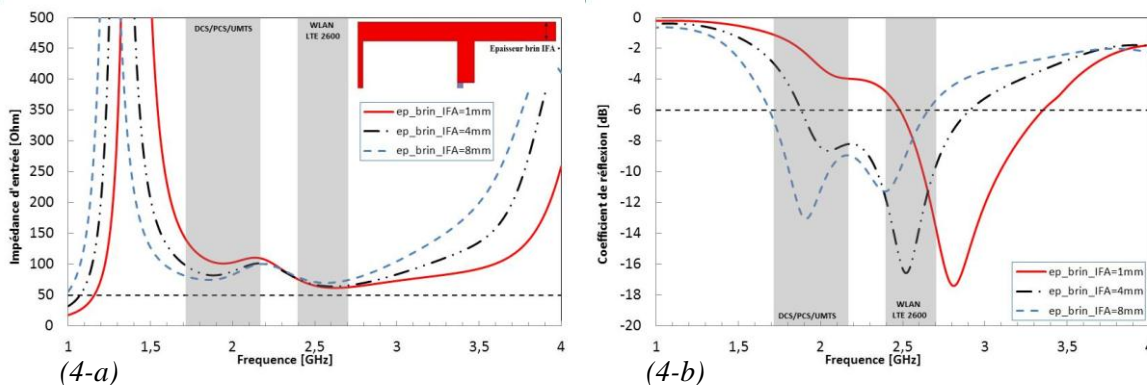 500
450
400
350
300
250
200
150
100
50
0
Impédance d'entrée [Ohm]
DCS/PCS/UMTS
WLAN
LTE 2600
Epaisseur brin IFA
ep_brin_IFA=1mm
ep_brin_IFA=4mm
ep_brin_IFA=8mm
1 1,5 2 2,5 3 3,5 4
Frequence [GHz]
(4-a)
0
-2
-4
-6
-8
-10
-12
-14
-16
-18
-20
Coefficient de réflexion [dB]
DCS/PCS/UMTS
WLAN
LTE 2600
ep_brin_IFA=1mm
ep_brin_IFA=4mm
ep_brin_IFA=8mm
1 1,5 2 2,5 3 3,5 4
Frequence [GHz]
(4-b)